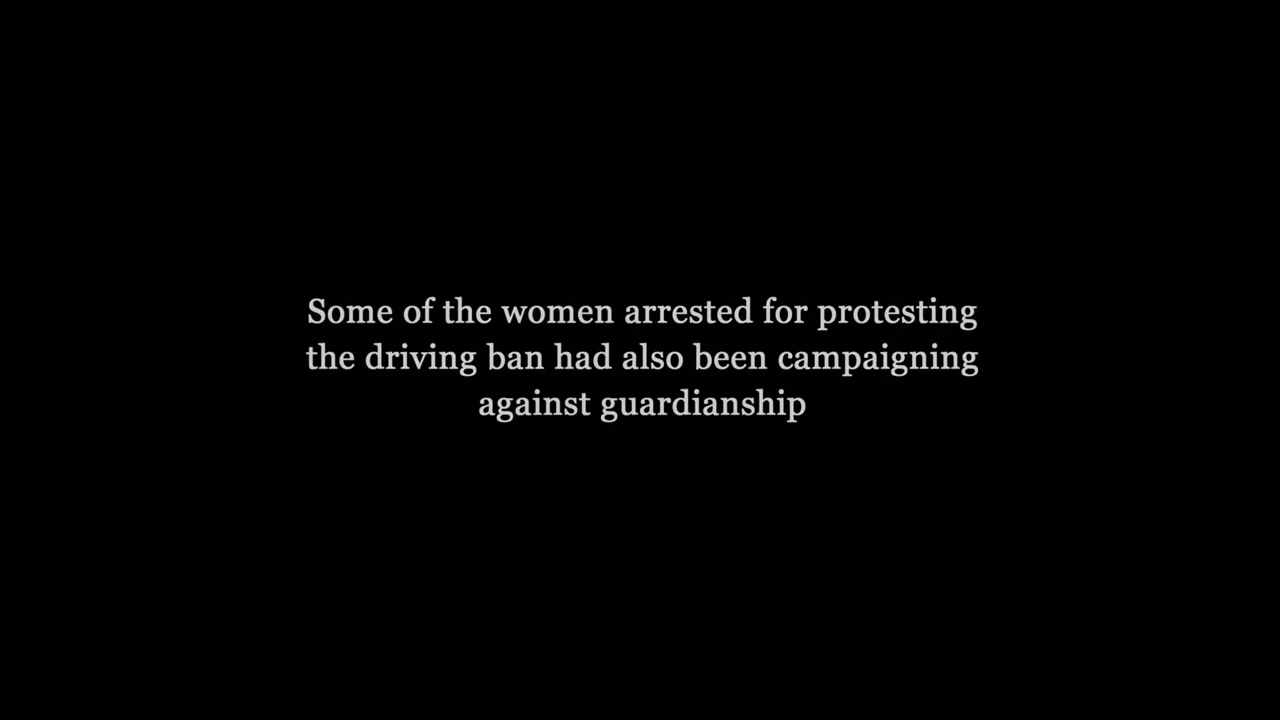 Some of the women arrested for protesting
the driving ban had also been campaigning
against guardianship